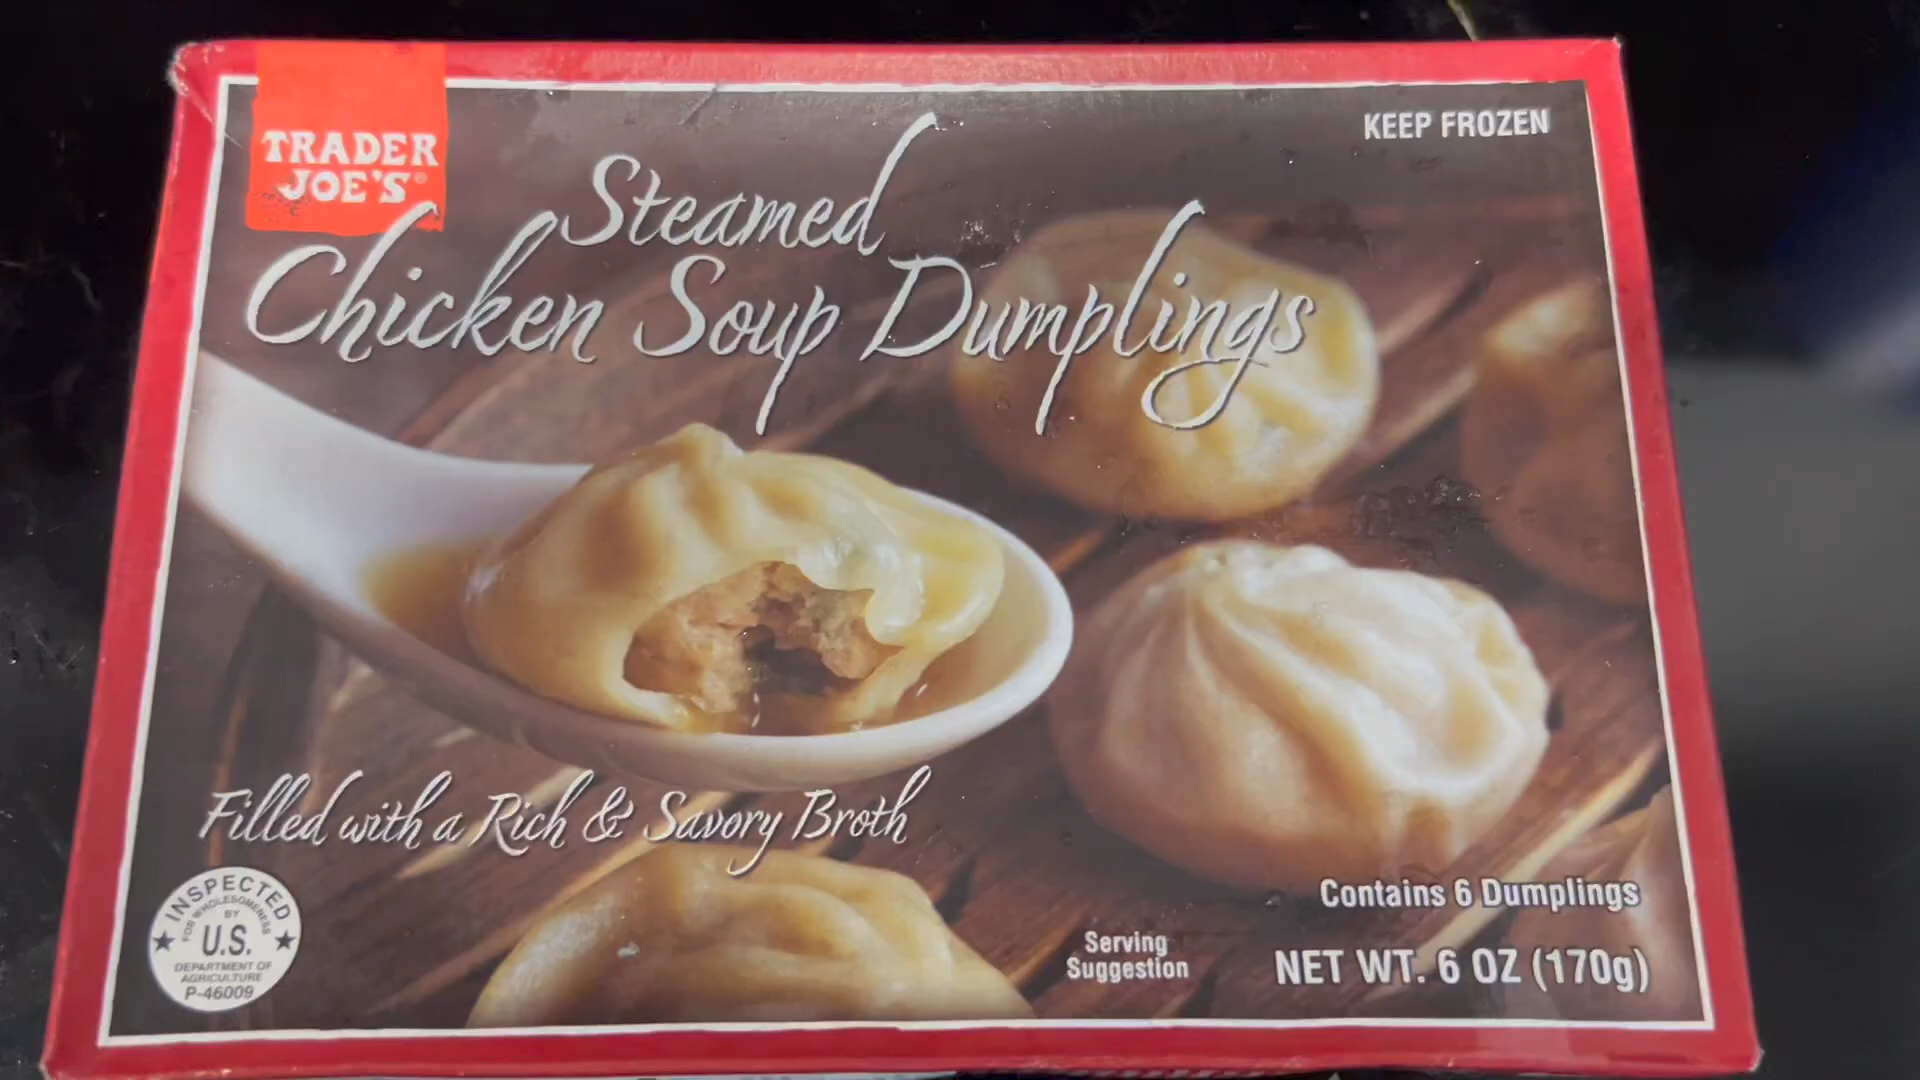 TRADER
JOE'S®
KEEP FROZEN
Steamed
Chicken Soup Dumplings
Filled with a Rich & Savory Broth
INSPECTED
FOR WHOLESOMENESS
BY
U.S.
DEPARTMENT OF
AGRICULTURE
P-46009
Contains 6 Dumplings
Serving
Suggestion
NET WT. 6 OZ (170g)